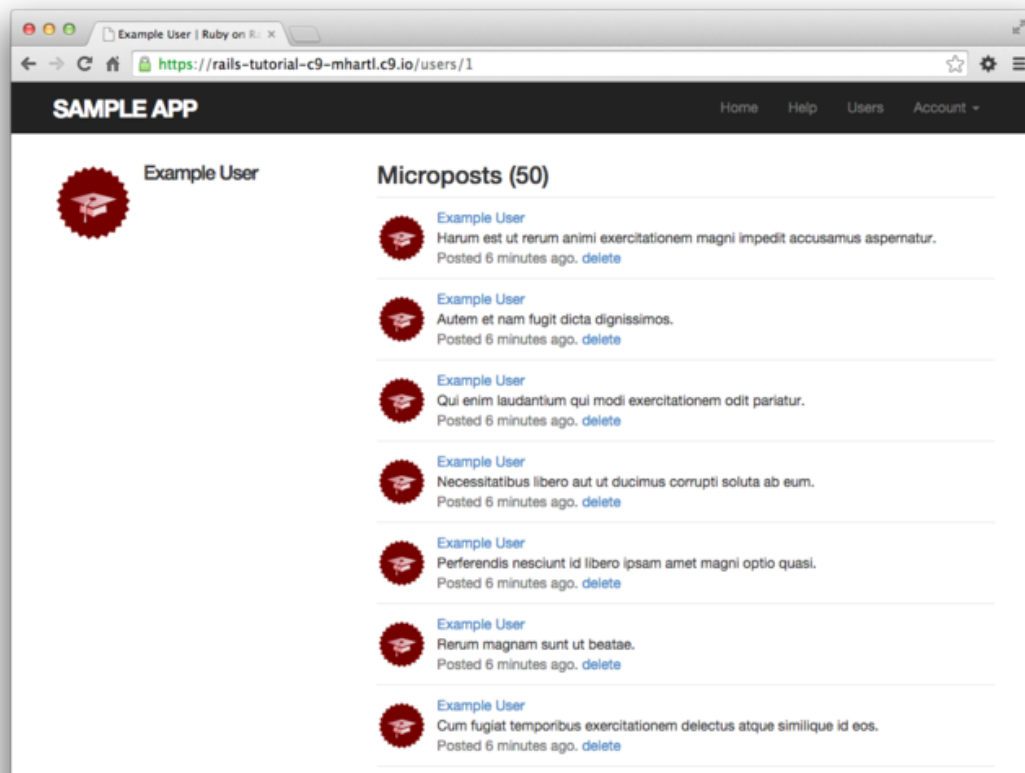 Example User | Ruby on R
https://rails-tutorial-c9-mhartl.c9.io/users/1
SAMPLE APP
Home Help Users Account
Example User
Microposts (50)
Example User
Harum est ut rerum animi exercitationem magni impedit accusamus aspernatur.
Posted 6 minutes ago. delete
Example User
Autem et nam fugit dicta dignissimos.
Posted 6 minutes ago. delete
Example User
Qui enim laudantium qui modi exercitationem odit pariatur.
Posted 6 minutes ago. delete
Example User
Necessitatibus libero aut ut ducimus corrupti soluta ab eum.
Posted 6 minutes ago. delete
Example User
Perferendis nesciunt id libero ipsam amet magni optio quasi.
Posted 6 minutes ago. delete
Example User
Rerum magnam sunt ut beatae.
Posted 6 minutes ago. delete
Example User
Cum fugiat temporibus exercitationem delectus atque similique id eos.
Posted 6 minutes ago. delete